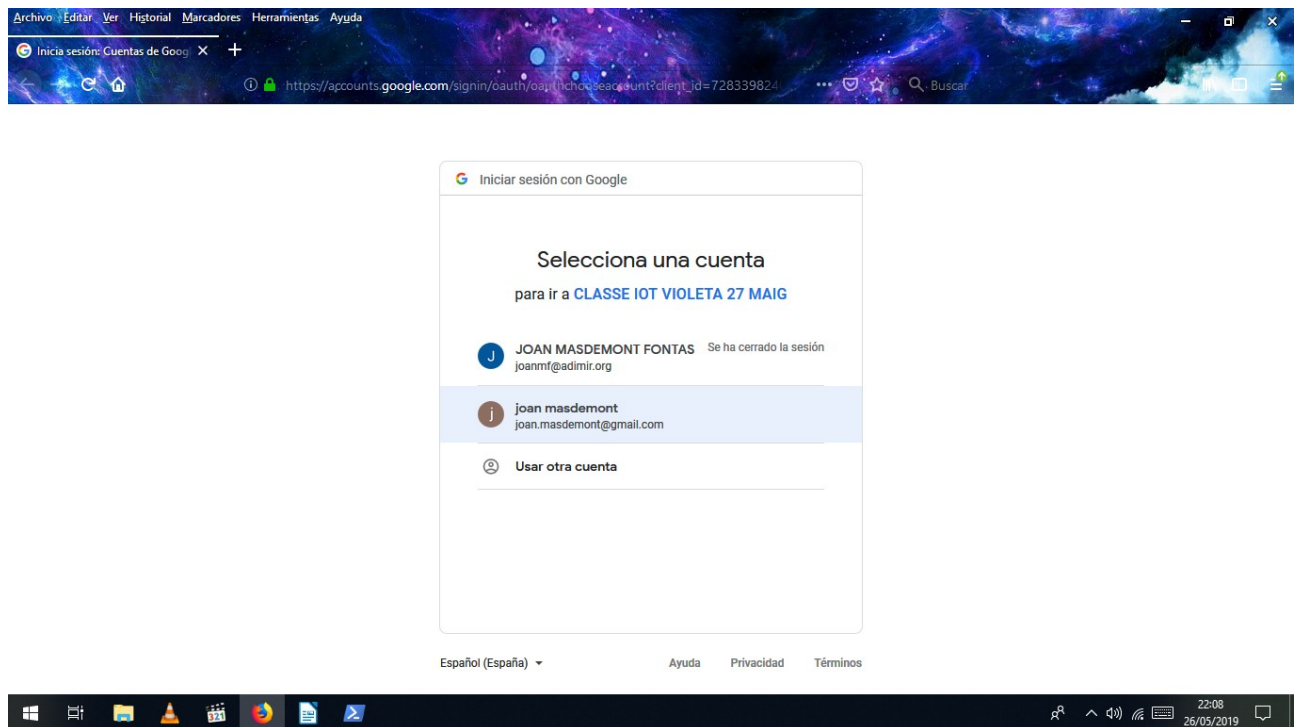 Archivo Editar Ver Historial Marcadores Herramientas Ayuda
Inicia sesión: Cuentas de Goog
https://accounts.google.com/signin/oauth/oauthchooseaccount?client_id=728339824
Buscar
Iniciar sesión con Google
Selecciona una cuenta
para ir a CLASSE IOT VIOLETA 27 MAIG
J JOAN MASDEMONT FONTAS Se ha cerrado la sesión
joanmf@adimir.org
j joan masdemont
joan.masdemont@gmail.com
Usar otra cuenta
Español (España) Ayuda Privacidad Términos
321
22:08
26/05/2019